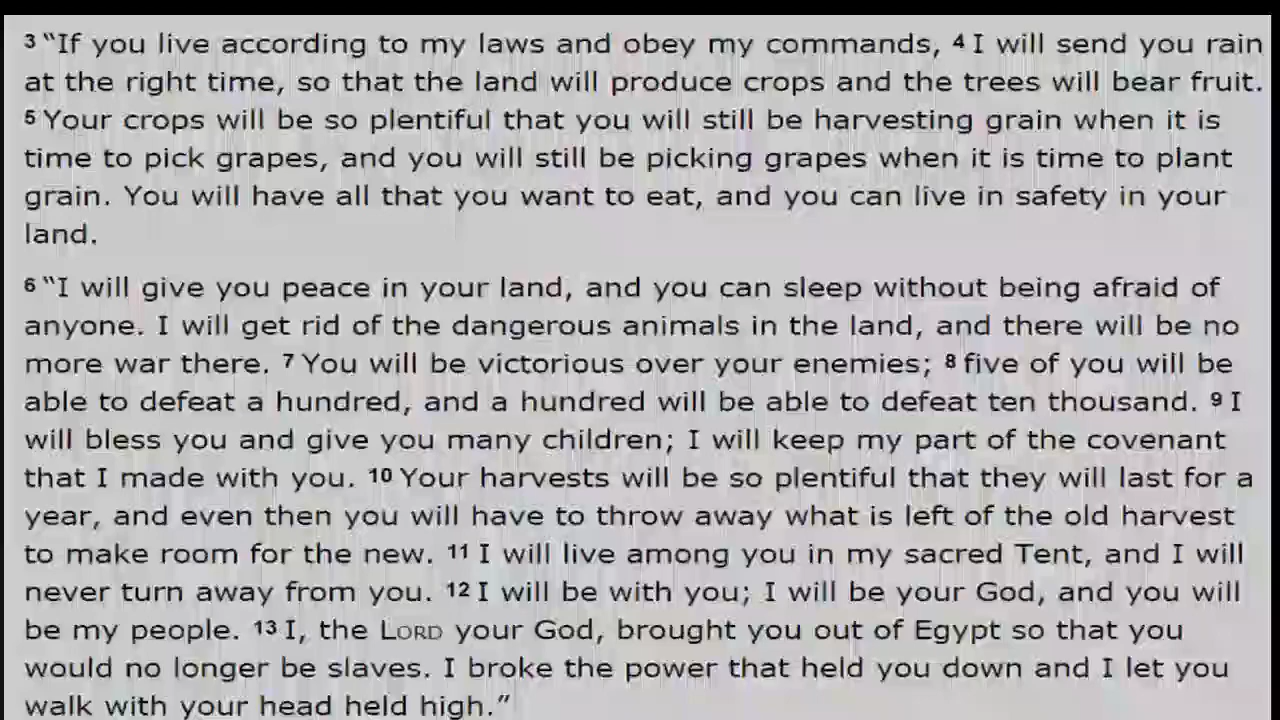 3 “If you live according to my laws and obey my commands, 4 I will send you rain
at the right time, so that the land will produce crops and the trees will bear fruit.
5 Your crops will be so plentiful that you will still be harvesting grain when it is
time to pick grapes, and you will still be picking grapes when it is time to plant
grain. You will have all that you want to eat, and you can live in safety in your
land.
6 “I will give you peace in your land, and you can sleep without being afraid of
anyone. I will get rid of the dangerous animals in the land, and there will be no
more war there. 7 You will be victorious over your enemies; 8 five of you will be
able to defeat a hundred, and a hundred will be able to defeat ten thousand. 9 I
will bless you and give you many children; I will keep my part of the covenant
that I made with you. 10 Your harvests will be so plentiful that they will last for a
year, and even then you will have to throw away what is left of the old harvest
to make room for the new. 11 I will live among you in my sacred Tent, and I will
never turn away from you. 12 I will be with you; I will be your God, and you will
be my people. 13 I, the LORD your God, brought you out of Egypt so that you
would no longer be slaves. I broke the power that held you down and I let you
walk with your head held high.”